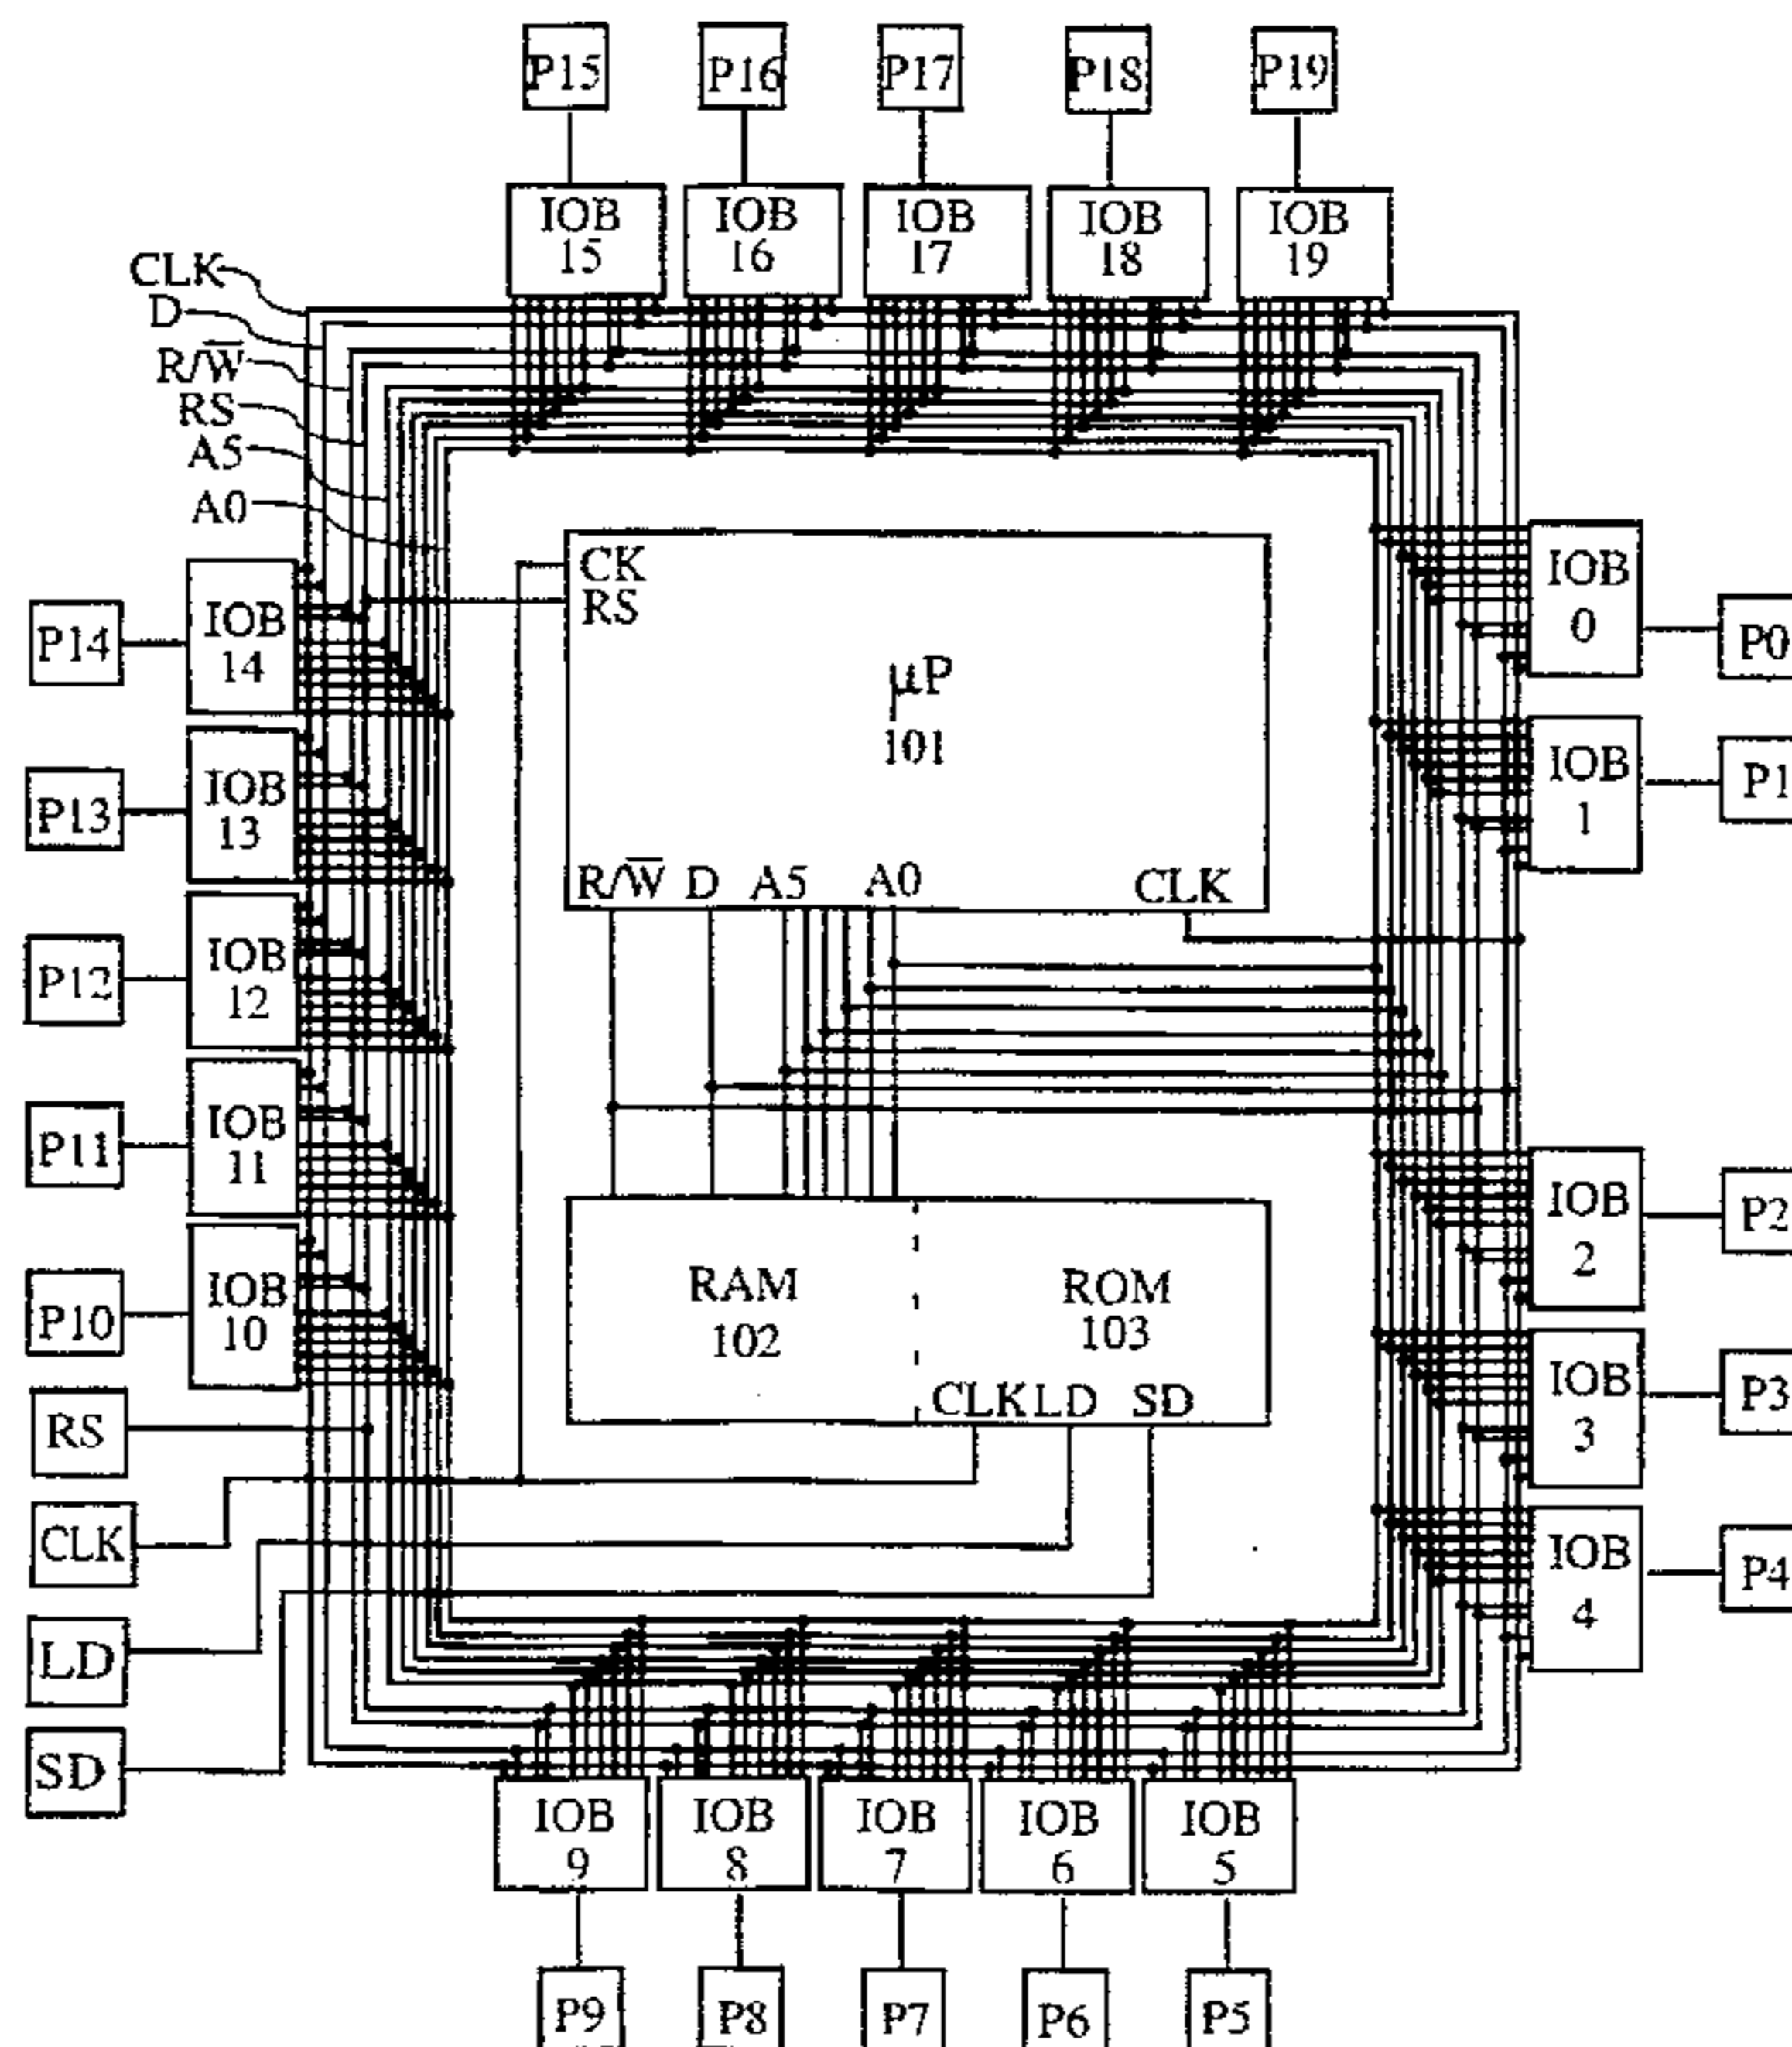 P15 P16 P17 P18 P19
IOB 15
IOB 16
IOB 17
IOB 18
IOB 19
CLK
D
R/W̅
RS
A5
A0
CK
RS
µP
101
R/W̅ D A5 A0 CLK
IOB 14
P14
IOB 13
P13
IOB 12
P12
IOB 11
P11
IOB 10
P10
IOB 0
P0
IOB 1
P1
IOB 2
P2
IOB 3
P3
IOB 4
P4
RAM
102
ROM
103
CLK LD SD
RS
CLK
LD
SD
IOB 9
IOB 8
IOB 7
IOB 6
IOB 5
P9 P8 P7 P6 P5